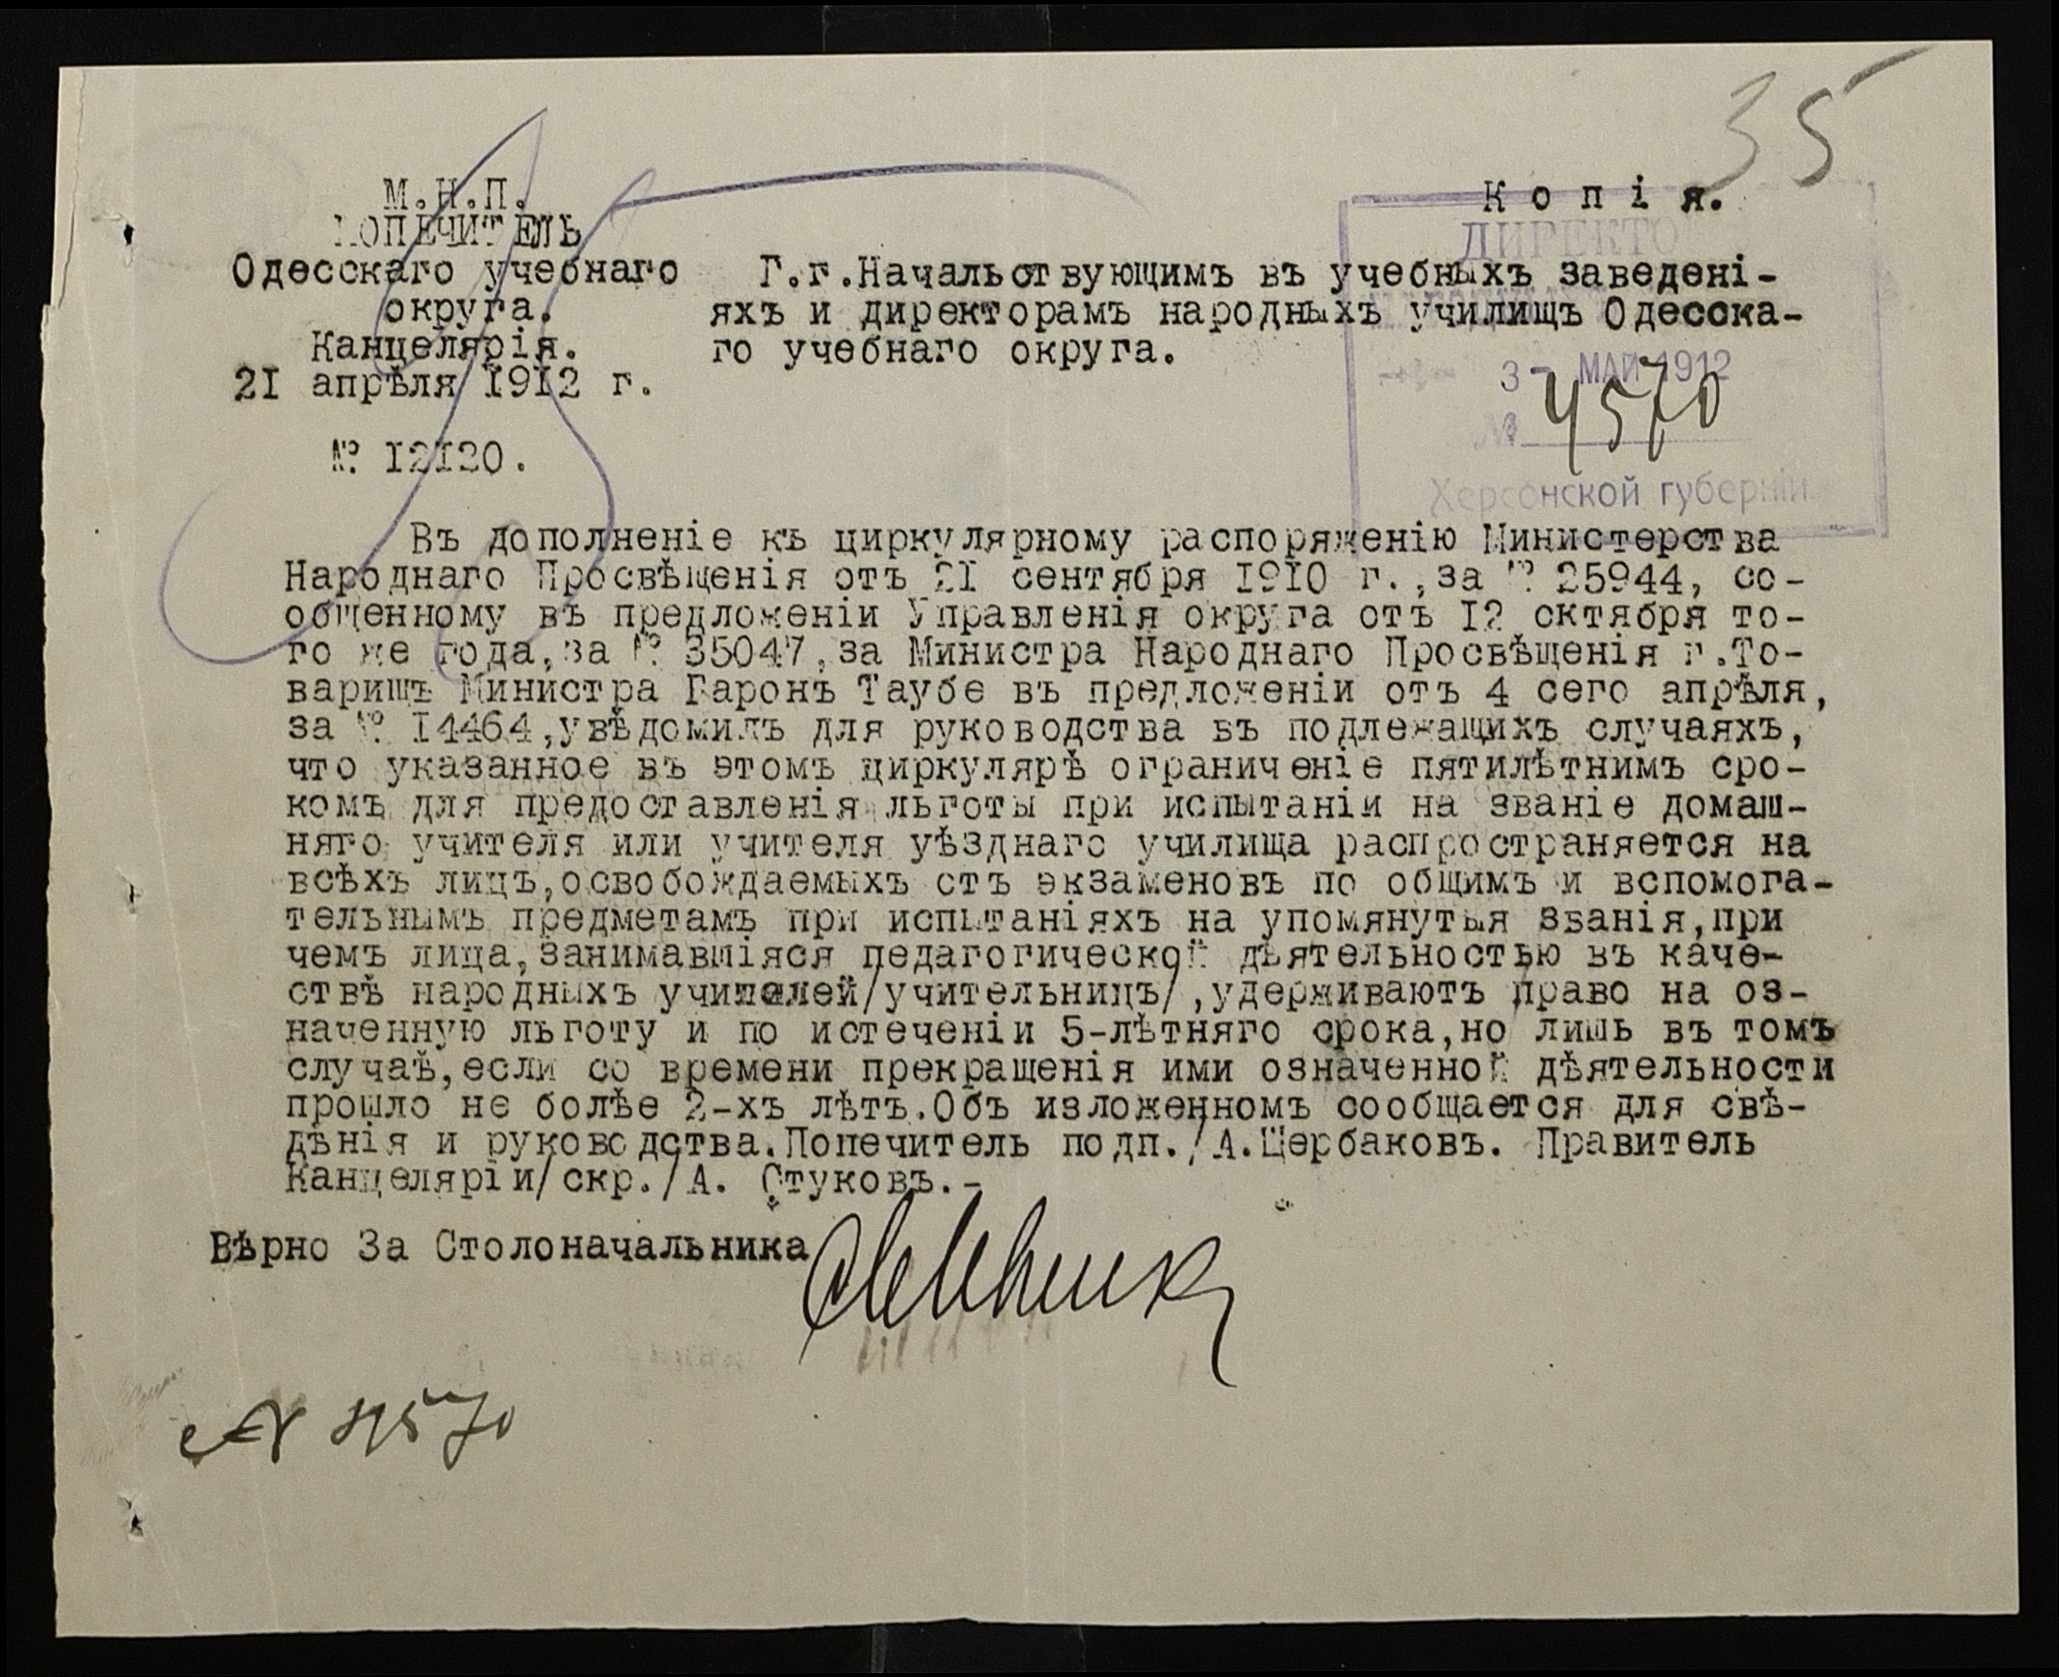 35
М.Н.П.
ПОПЕЧИТЕЛЬ
Одесскаго учебнаго
округа.
Канцелярія.
21 апрѣля 1912 г.
№ 12120.
Копія.
ДИРЕКТО
Г.г.Начальствующимъ въ учебныхъ заведені-
яхъ и директорамъ народныхъ училищъ Одесска-
го учебнаго округа.
3- МАЙ 1912
№ 4570
Херсонской губерніи
Въ дополненіе къ циркулярному распоряженію Министерства
Народнаго Просвѣщенія отъ 21 сентября 1910 г.,за № 25944, со-
общенному въ предложеніи Управленія округа отъ 12 октября то-
го же года,за № 35047,за Министра Народнаго Просвѣщенія г.То-
варищъ Министра Баронъ Таубе въ предложеніи отъ 4 сего апрѣля,
за № 14464,увѣдомилъ для руководства въ подлежащихъ случаяхъ,
что указанное въ этомъ циркулярѣ ограниченіе пятилѣтнимъ сро-
комъ для предоставленія льготы при испытаніи на званіе домаш-
няго учителя или учителя уѣзднаго училища распространяется на
всѣхъ лицъ,освобождаемыхъ отъ экзаменовъ по общимъ и вспомога-
тельнымъ предметамъ при испытаніяхъ на упомянутыя званія,при
чемъ лица,занимавшіяся педагогической дѣятельностью въ каче-
ствѣ народныхъ учителей/учительницъ/,удерживаютъ право на оз-
наченную льготу и по истеченіи 5-лѣтняго срока,но лишь въ томъ
случаѣ,если со времени прекращенія ими означенной дѣятельности
прошло не болѣе 2-хъ лѣтъ.Объ изложенномъ сообщается для свѣ-
дѣнія и руководства.Попечитель подп./А.Щербаковъ. Правитель
Канцеляріи/скр./А. Стуковъ.-
Вѣрно За Столоначальника
№ 4570